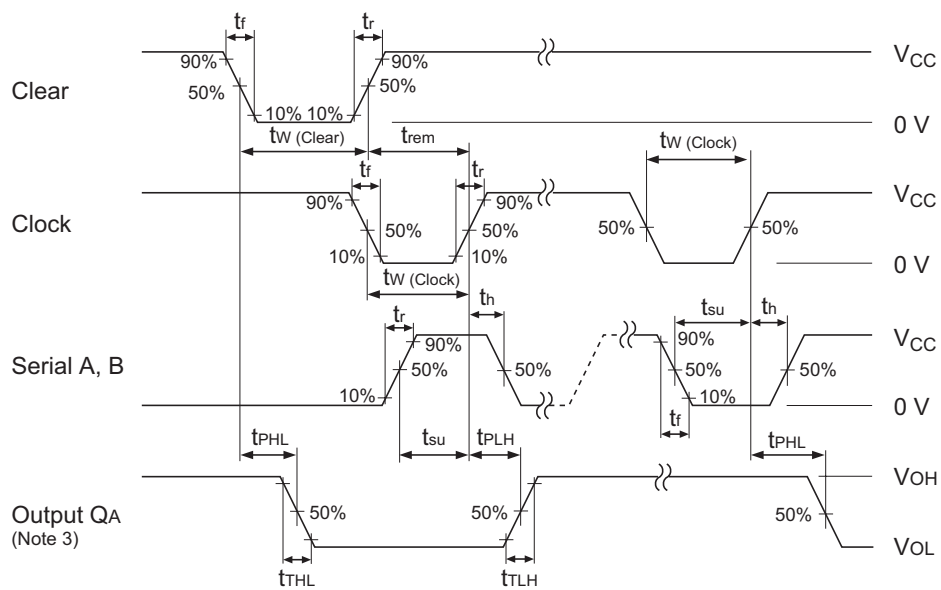 tf tr
90% 90% VCC
Clear 50% 50%
10% 10% 0 V
tW (Clear) trem tW (Clock)
tf tr
90% 90% VCC
Clock 50% 50% 50% 50%
10% 10% 0 V
tW (Clock)
tr th tsu th
90% 90% VCC
Serial A, B 50% 50% 50% 50%
10% 10% 0 V
tf
tPHL tsu tPLH tPHL
VOH
Output QA 50% 50% 50%
(Note 3) VOL
tTHL tTLH